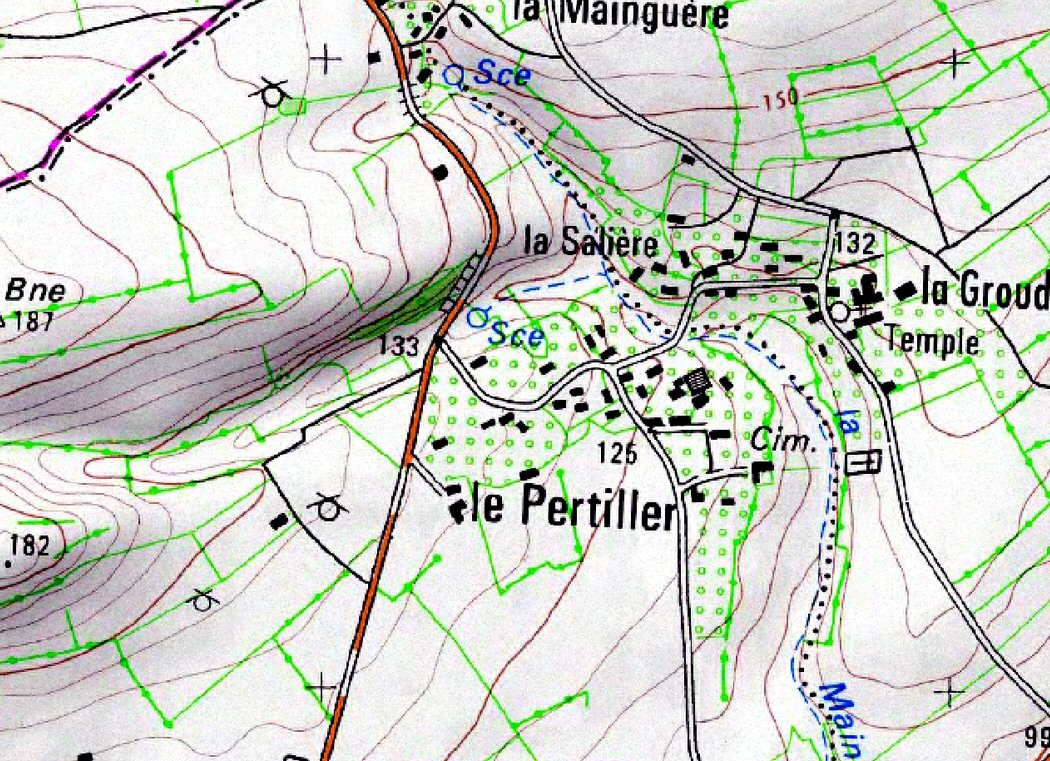 la Mainguère
Sce
150
la Salière
132
Bne
187
la Groud
Sce
133
Temple
la
125
Cim.
le Pertiller
182
Main
99